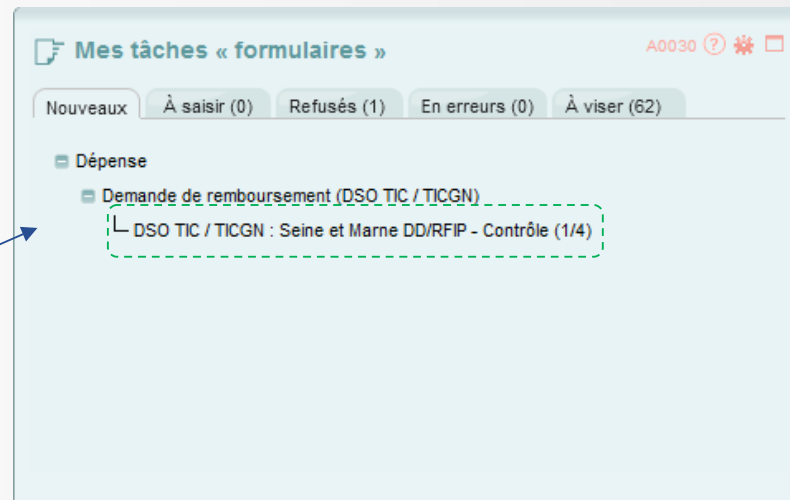 Mes tâches « formulaires »
A0030 ?
Nouveaux À saisir (0) Refusés (1) En erreurs (0) À viser (62)
Dépense
Demande de remboursement (DSO TIC / TICGN)
DSO TIC / TICGN : Seine et Marne DD/RFIP - Contrôle (1/4)